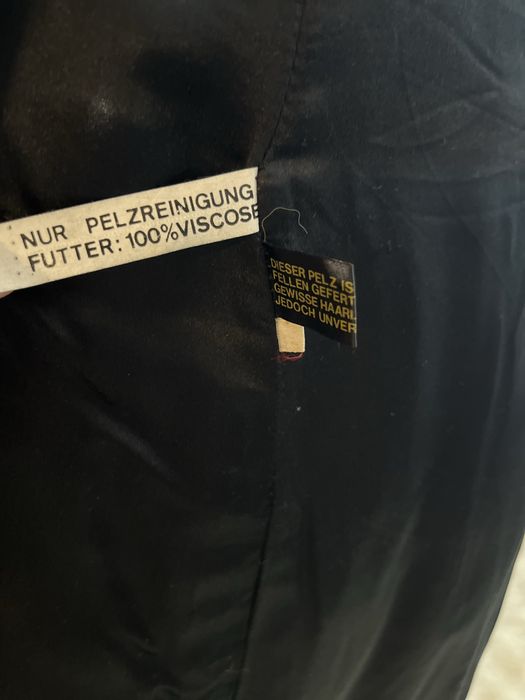 NUR PELZREINIGUNG
FUTTER: 100% VISCOSE
DIESER PELZ IS
FELLEN GEFERT
GEWISSE HAARL
JEDOCH UNVER